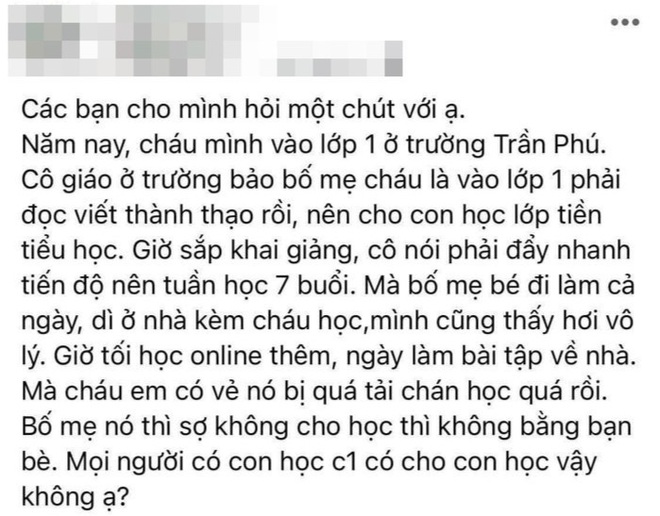 Các bạn cho mình hỏi một chút với ạ.
Năm nay, cháu mình vào lớp 1 ở trường Trần Phú.
Cô giáo ở trường bảo bố mẹ cháu là vào lớp 1 phải
đọc viết thành thạo rồi, nên cho con học lớp tiền
tiểu học. Giờ sắp khai giảng, cô nói phải đẩy nhanh
tiến độ nên tuần học 7 buổi. Mà bố mẹ bé đi làm cả
ngày, dì ở nhà kèm cháu học,mình cũng thấy hơi vô
lý. Giờ tối học online thêm, ngày làm bài tập về nhà.
Mà cháu em có vẻ nó bị quá tải chán học quá rồi.
Bố mẹ nó thì sợ không cho học thì không bằng bạn
bè. Mọi người có con học c1 có cho con học vậy
không ạ?